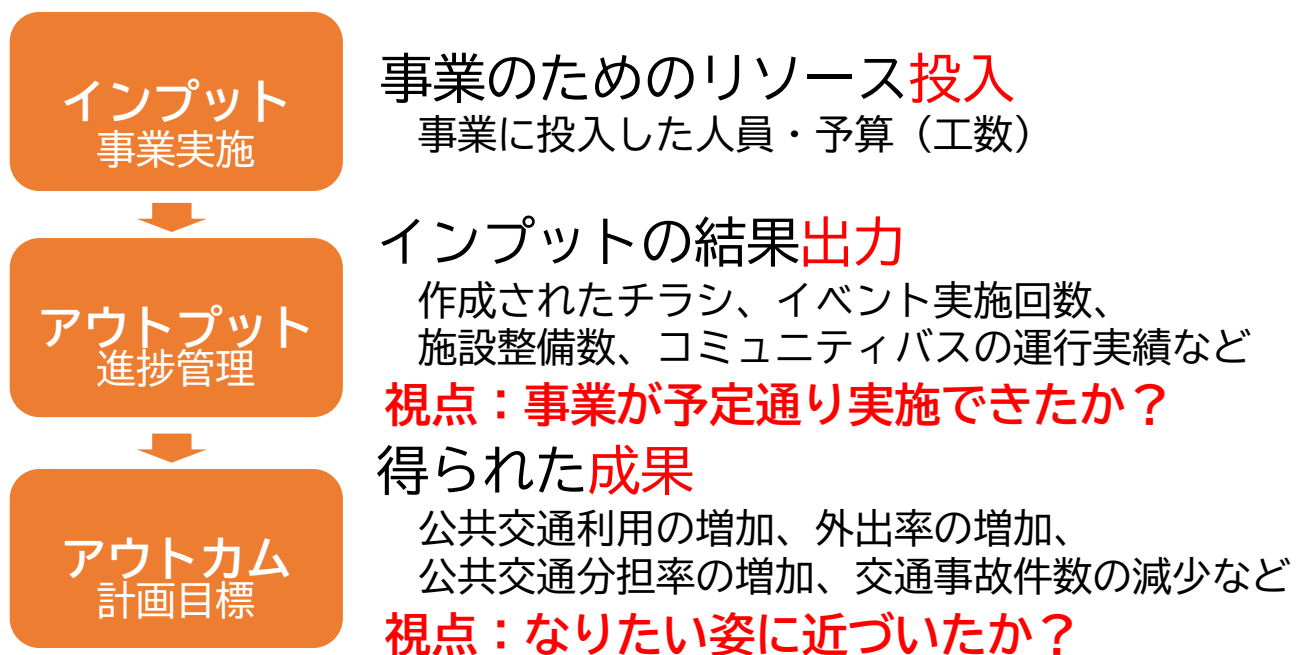 インプット
事業実施
事業のためのリソース投入
事業に投入した人員・予算（工数）
アウトプット
進捗管理
インプットの結果出力
作成されたチラシ、イベント実施回数、
施設整備数、コミュニティバスの運行実績など
視点：事業が予定通り実施できたか？
アウトカム
計画目標
得られた成果
公共交通利用の増加、外出率の増加、
公共交通分担率の増加、交通事故件数の減少など
視点：なりたい姿に近づいたか？